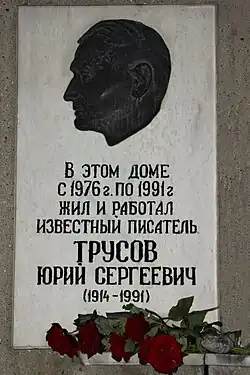 В ЭТОМ ДОМЕ
С 1976 г. ПО 1991 г
ЖИЛ И РАБОТАЛ
ИЗВЕСТНЫЙ ПИСАТЕЛЬ
ТРУСОВ
ЮРИЙ СЕРГЕЕВИЧ
(1914-1991)